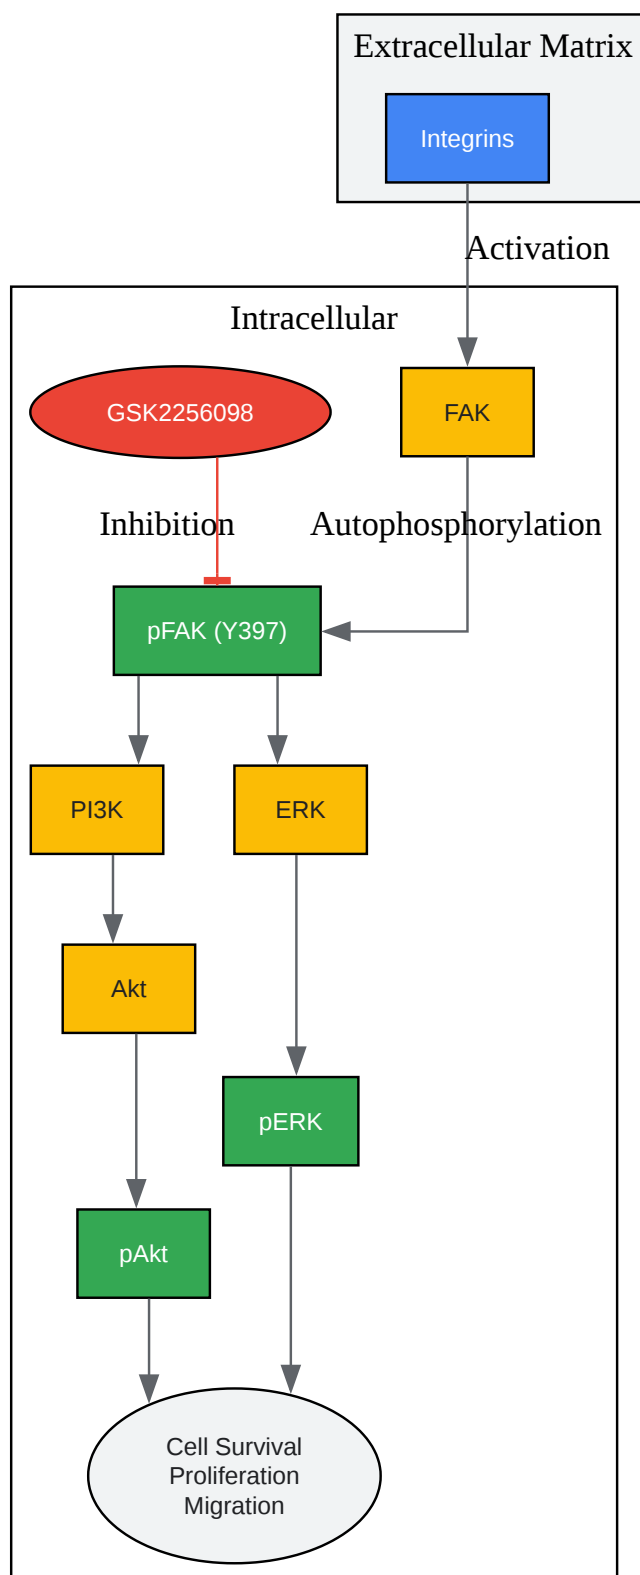 Extracellular Matrix
Integrins
Activation
Intracellular
GSK2256098
FAK
Inhibition
Autophosphorylation
pFAK (Y397)
PI3K
ERK
Akt
pERK
pAkt
Cell Survival
Proliferation
Migration